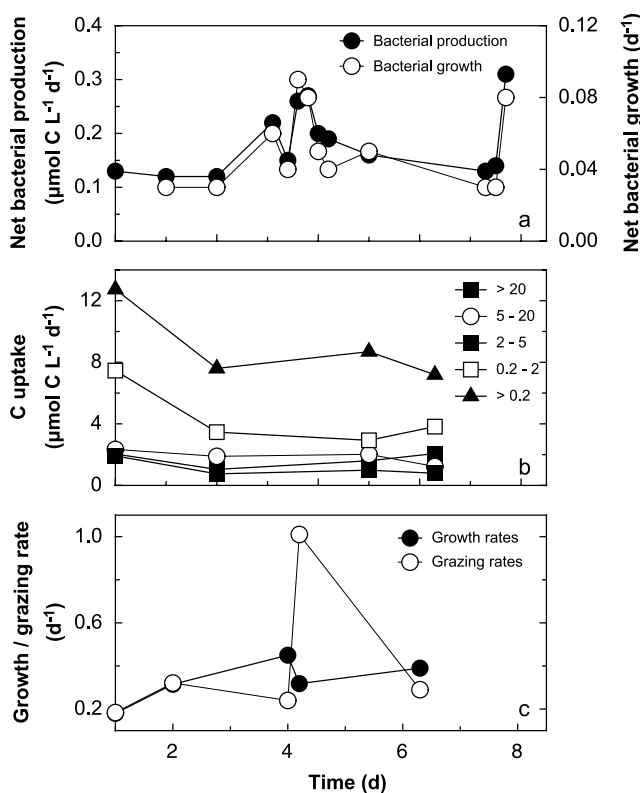 Net bacterial production
(µmol C L⁻¹ d⁻¹)
0.4
0.3
0.2
0.1
0.0
Bacterial production
Bacterial growth
a
0.12
0.08
0.04
0.00
Net bacterial growth (d⁻¹)
C uptake
(µmol C L⁻¹ d⁻¹)
12
8
4
0
> 20
5 - 20
2 - 5
0.2 - 2
> 0.2
b
Growth / grazing rate
(d⁻¹)
1.0
0.6
0.2
Growth rates
Grazing rates
c
2 4 6 8
Time (d)